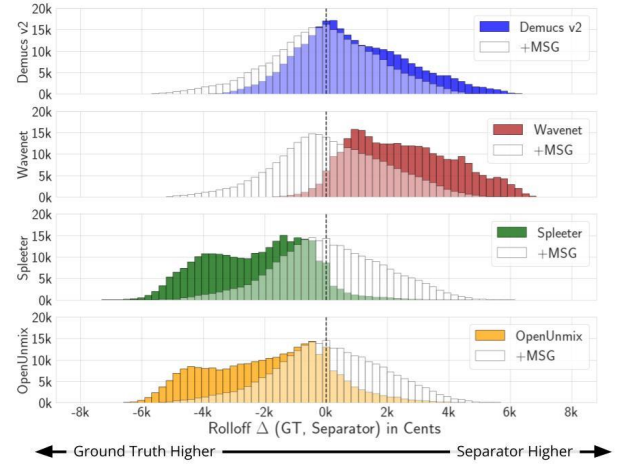 20k
15k
10k
5k
0k
Demucs v2
Demucs v2
+MSG
20k
15k
10k
5k
0k
Wavenet
Wavenet
+MSG
20k
15k
10k
5k
0k
Spleeter
Spleeter
+MSG
20k
15k
10k
5k
0k
OpenUnmix
OpenUnmix
+MSG
-8k -6k -4k -2k 0k 2k 4k 6k 8k
Rolloff Δ (GT, Separator) in Cents
Ground Truth Higher Separator Higher